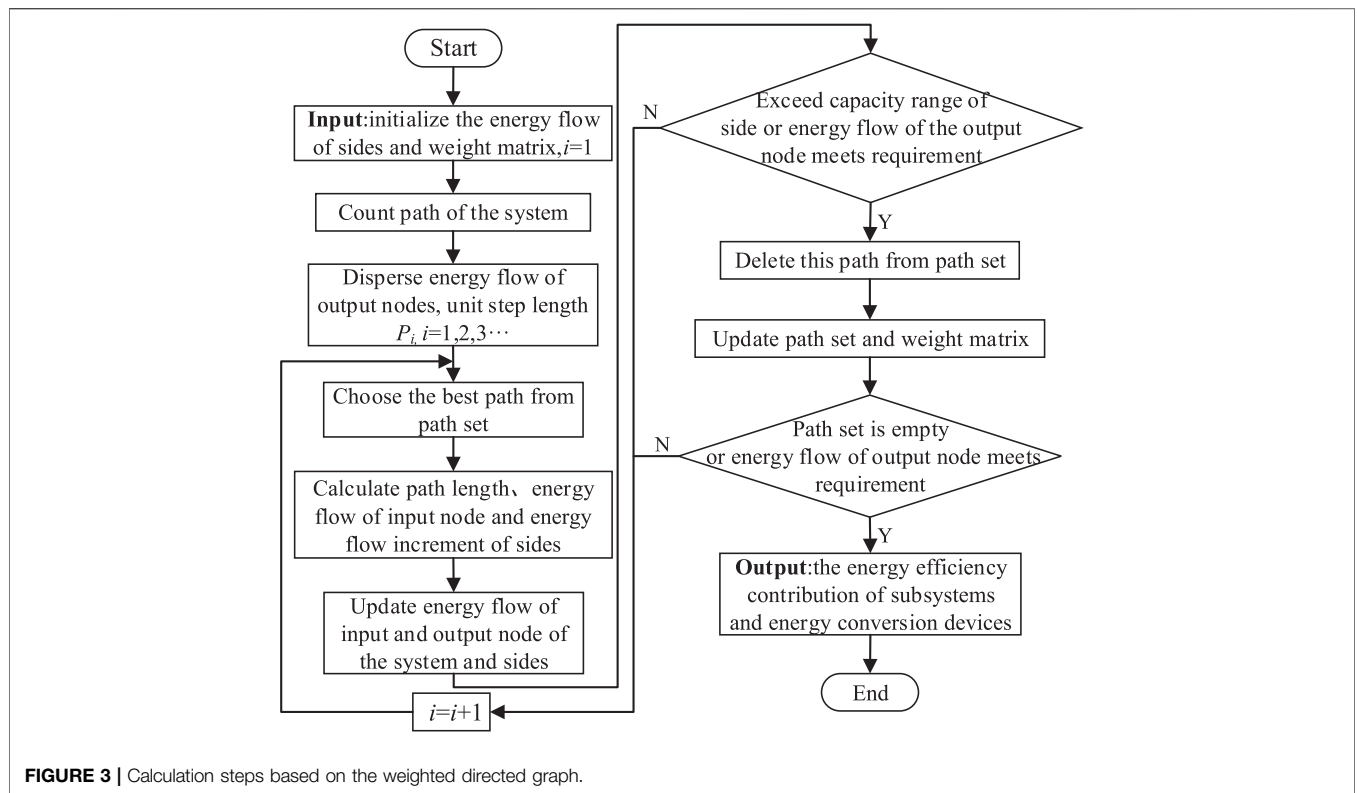 Start
Input:initialize the energy flow
of sides and weight matrix,i=1
Count path of the system
Disperse energy flow of
output nodes, unit step length
Pi, i=1,2,3···
Choose the best path from
path set
Calculate path length、energy
flow of input node and energy
flow increment of sides
Update energy flow of
input and output node of
the system and sides
i=i+1
Exceed capacity range of
side or energy flow of the output
node meets requirement
N
Y
Delete this path from path set
Update path set and weight matrix
Path set is empty
or energy flow of output node meets
requirement
N
Y
Output:the energy efficiency
contribution of subsystems
and energy conversion devices
End
FIGURE 3 | Calculation steps based on the weighted directed graph.